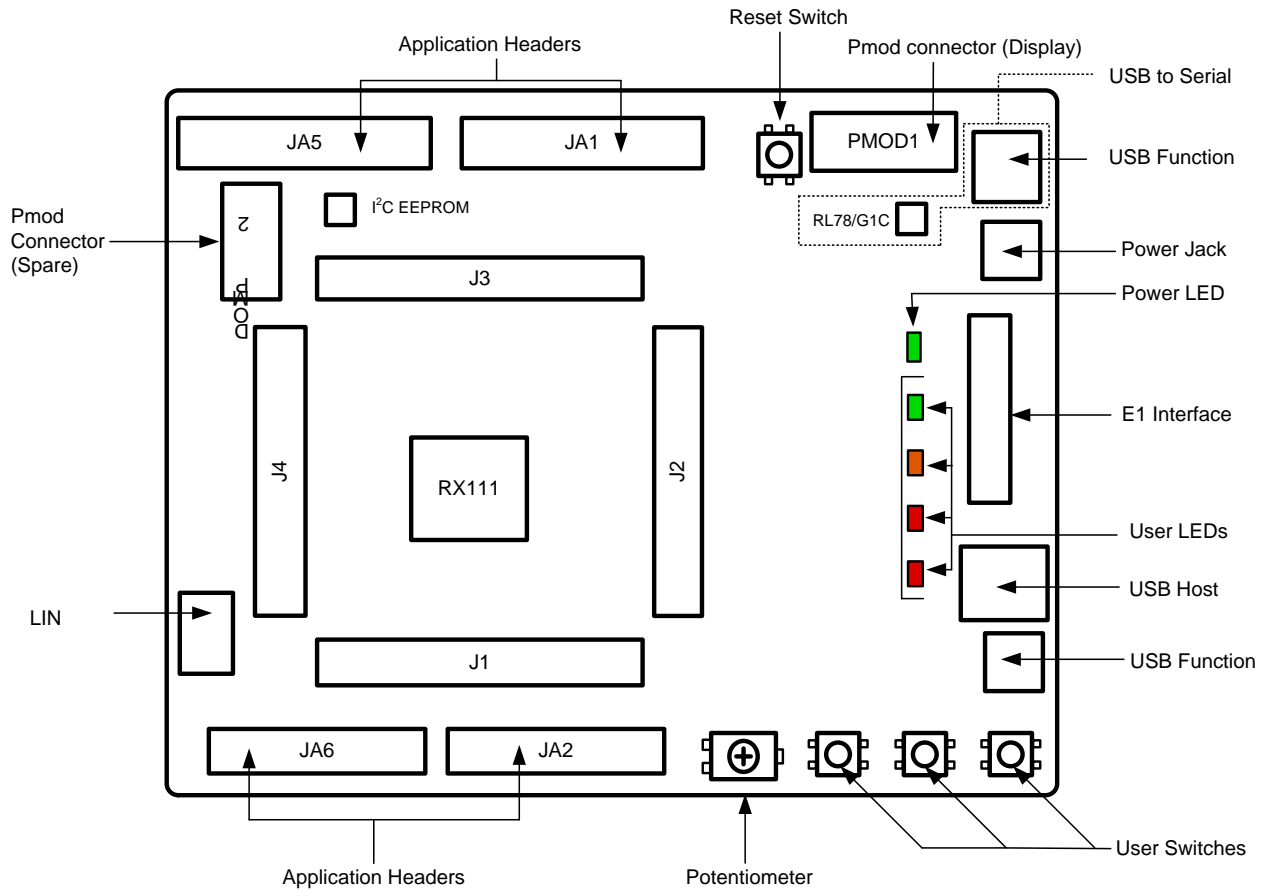 Reset Switch
Application Headers
Pmod connector (Display)
USB to Serial
JA5
JA1
PMOD1
USB Function
I²C EEPROM
RL78/G1C
Pmod
Connector
(Spare)
PMOD 2
Power Jack
J3
Power LED
E1 Interface
J4
J2
RX111
User LEDs
USB Host
LIN
J1
USB Function
JA6
JA2
User Switches
Application Headers
Potentiometer